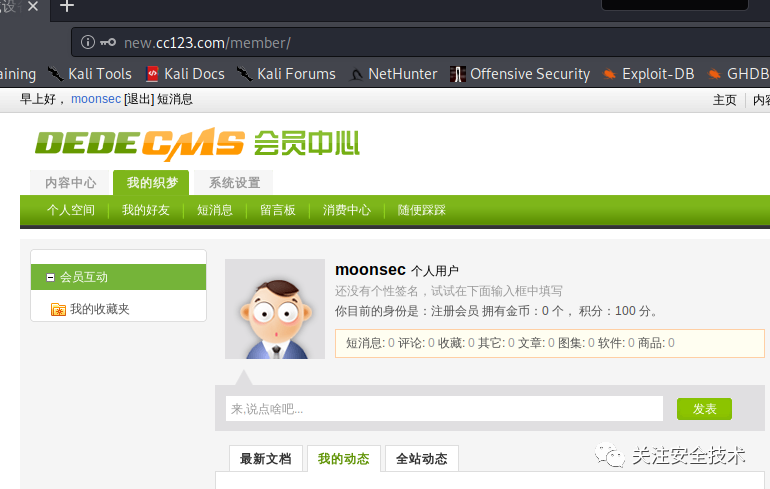 new.cc123.com/member/
aining Kali Tools Kali Docs Kali Forums NetHunter Offensive Security Exploit-DB GHDB
早上好， moonsec [退出] 短消息 主页 内
DEDECMS 会员中心
内容中心 我的织梦 系统设置
个人空间 我的好友 短消息 留言板 消费中心 随便踩踩
会员互动
我的收藏夹
moonsec 个人用户
还没有个性签名，试试在下面输入框中填写
你目前的身份是：注册会员 拥有金币：0 个， 积分：100 分。
短消息: 0 评论: 0 收藏: 0 其它: 0 文章: 0 图集: 0 软件: 0 商品: 0
来,说点啥吧... 发表
最新文档 我的动态 全站动态
关注安全技术